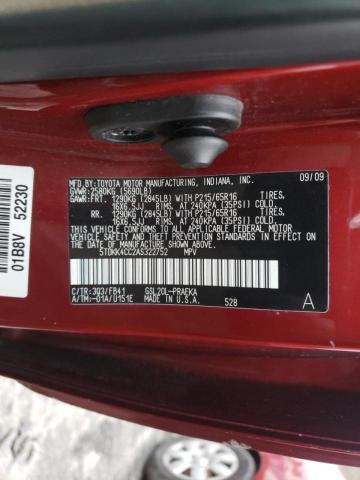 MFD.BY:TOYOTA MOTOR MANUFACTURING, INDIANA, INC. 09/09
GVWR:2580KG (5690LB)
GAWR:FRT. 1290KG (2845LB)WITH P215/65R16 TIRES,
16X6.5JJ RIMS, AT 240KPA (35PSI) COLD.
RR. 1290KG (2845LB)WITH P215/65R16 TIRES,
16X6.5JJ RIMS, AT 240KPA (35PSI) COLD.
THIS VEHICLE CONFORMS TO ALL APPLICABLE FEDERAL MOTOR
VEHICLE SAFETY, BUMPER, AND THEFT PREVENTION STANDARDS
IN EFFECT ON THE DATE OF MANUFACTURE SHOWN ABOVE.
5TDKK4CC2AS322752 MPV
C/TR:3Q3/FB41 GSL20L-PRAEKA
A/TM:-01A/U151E MADE IN U.S.A.
528
A
01B8V 52230